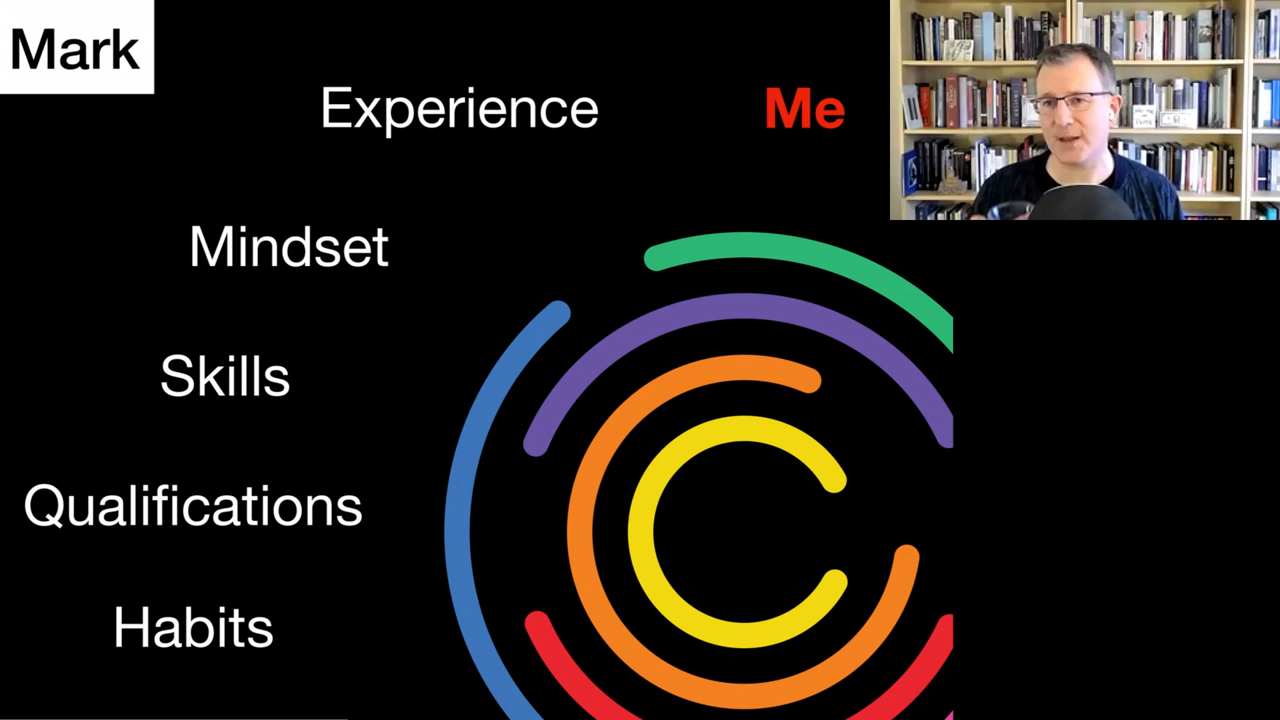 Mark
Experience
Me
Mindset
Skills
Qualifications
Habits